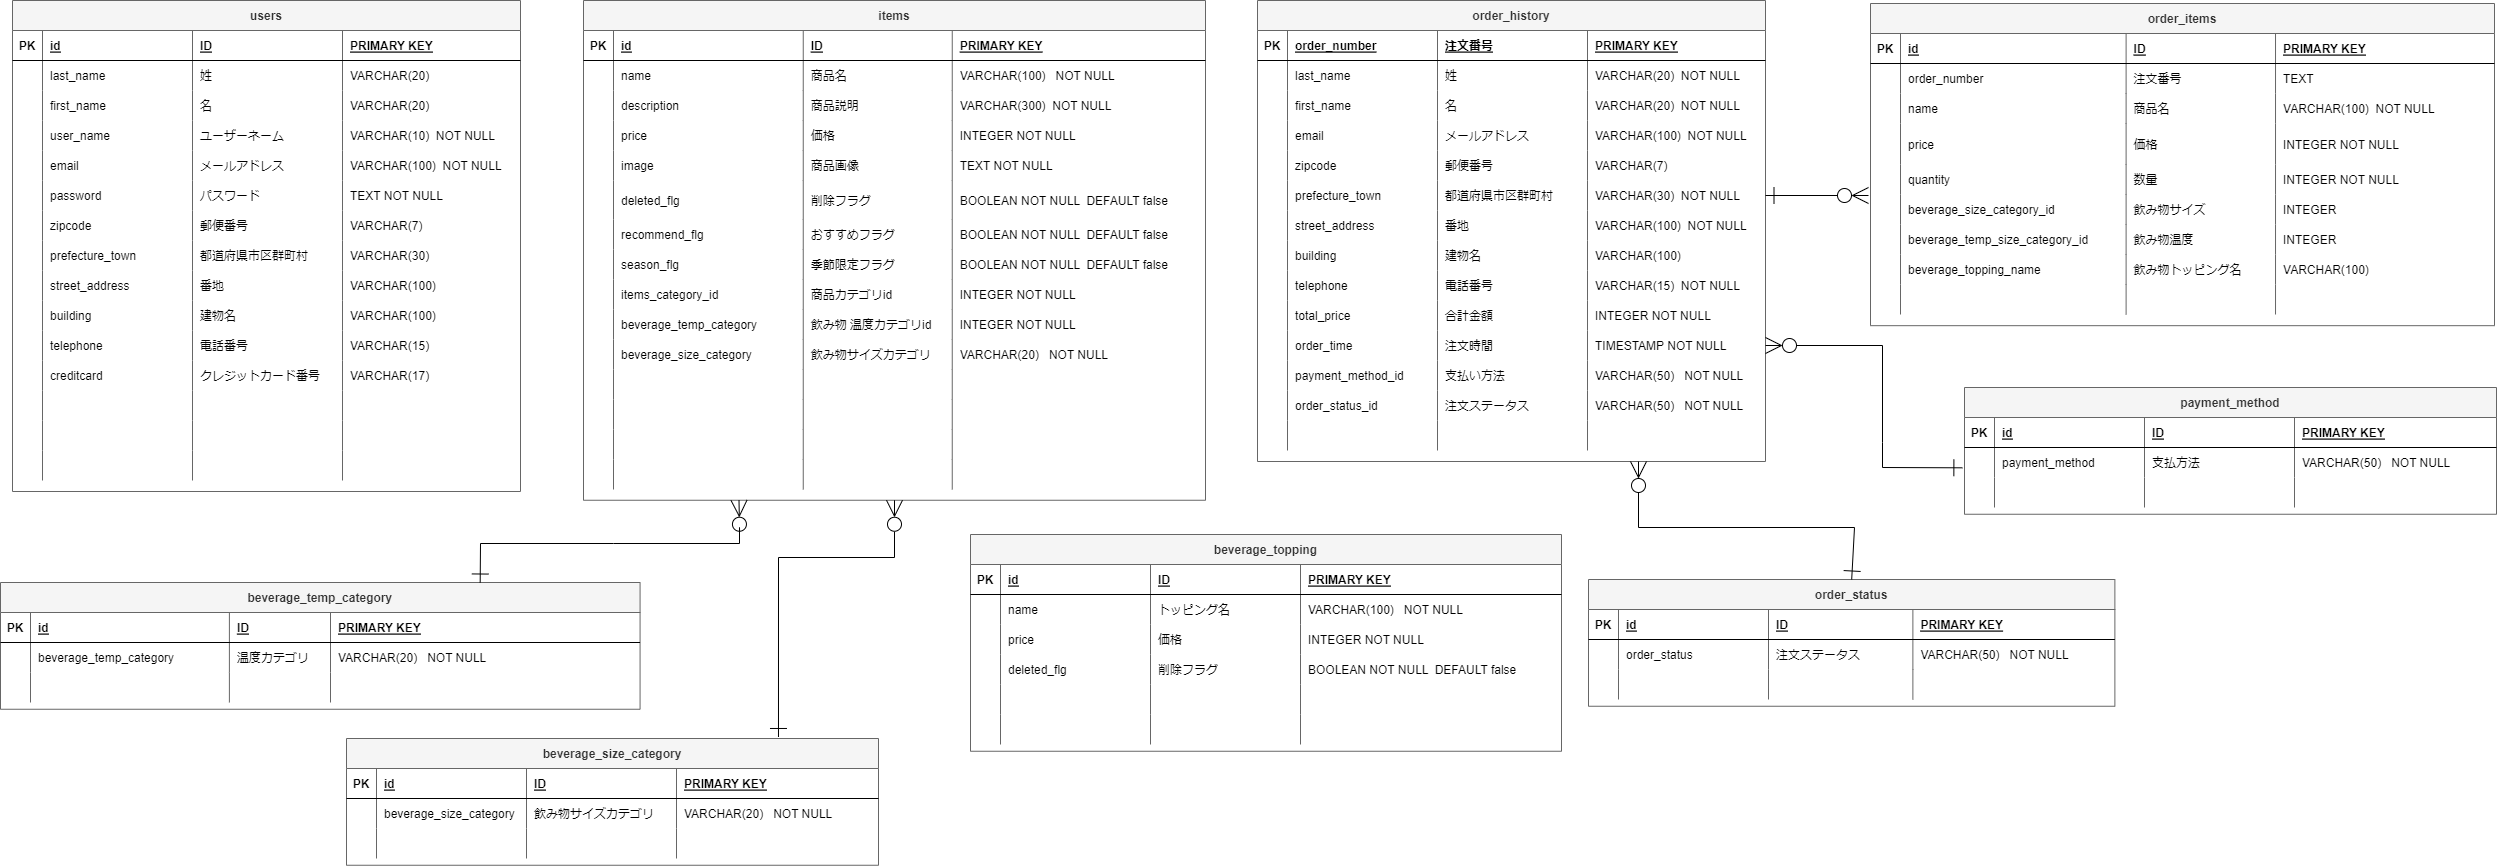 users
PK id ID PRIMARY KEY
last_name 姓 VARCHAR(20)
first_name 名 VARCHAR(20)
user_name ユーザーネーム VARCHAR(10) NOT NULL
email メールアドレス VARCHAR(100) NOT NULL
password パスワード TEXT NOT NULL
zipcode 郵便番号 VARCHAR(7)
prefecture_town 都道府県市区群町村 VARCHAR(30)
street_address 番地 VARCHAR(100)
building 建物名 VARCHAR(100)
telephone 電話番号 VARCHAR(15)
creditcard クレジットカード番号 VARCHAR(17)
items
PK id ID PRIMARY KEY
name 商品名 VARCHAR(100) NOT NULL
description 商品説明 VARCHAR(300) NOT NULL
price 価格 INTEGER NOT NULL
image 商品画像 TEXT NOT NULL
deleted_flg 削除フラグ BOOLEAN NOT NULL DEFAULT false
recommend_flg おすすめフラグ BOOLEAN NOT NULL DEFAULT false
season_flg 季節限定フラグ BOOLEAN NOT NULL DEFAULT false
items_category_id 商品カテゴリid INTEGER NOT NULL
beverage_temp_category 飲み物 温度カテゴリid INTEGER NOT NULL
beverage_size_category 飲み物サイズカテゴリ VARCHAR(20) NOT NULL
order_history
PK order_number 注文番号 PRIMARY KEY
last_name 姓 VARCHAR(20) NOT NULL
first_name 名 VARCHAR(20) NOT NULL
email メールアドレス VARCHAR(100) NOT NULL
zipcode 郵便番号 VARCHAR(7)
prefecture_town 都道府県市区群町村 VARCHAR(30) NOT NULL
street_address 番地 VARCHAR(100) NOT NULL
building 建物名 VARCHAR(100)
telephone 電話番号 VARCHAR(15) NOT NULL
total_price 合計金額 INTEGER NOT NULL
order_time 注文時間 TIMESTAMP NOT NULL
payment_method_id 支払い方法 VARCHAR(50) NOT NULL
order_status_id 注文ステータス VARCHAR(50) NOT NULL
order_items
PK id ID PRIMARY KEY
order_number 注文番号 TEXT
name 商品名 VARCHAR(100) NOT NULL
price 価格 INTEGER NOT NULL
quantity 数量 INTEGER NOT NULL
beverage_size_category_id 飲み物サイズ INTEGER
beverage_temp_size_category_id 飲み物温度 INTEGER
beverage_topping_name 飲み物トッピング名 VARCHAR(100)
payment_method
PK id ID PRIMARY KEY
payment_method 支払方法 VARCHAR(50) NOT NULL
beverage_temp_category
PK id ID PRIMARY KEY
beverage_temp_category 温度カテゴリ VARCHAR(20) NOT NULL
beverage_topping
PK id ID PRIMARY KEY
name トッピング名 VARCHAR(100) NOT NULL
price 価格 INTEGER NOT NULL
deleted_flg 削除フラグ BOOLEAN NOT NULL DEFAULT false
order_status
PK id ID PRIMARY KEY
order_status 注文ステータス VARCHAR(50) NOT NULL
beverage_size_category
PK id ID PRIMARY KEY
beverage_size_category 飲み物サイズカテゴリ VARCHAR(20) NOT NULL